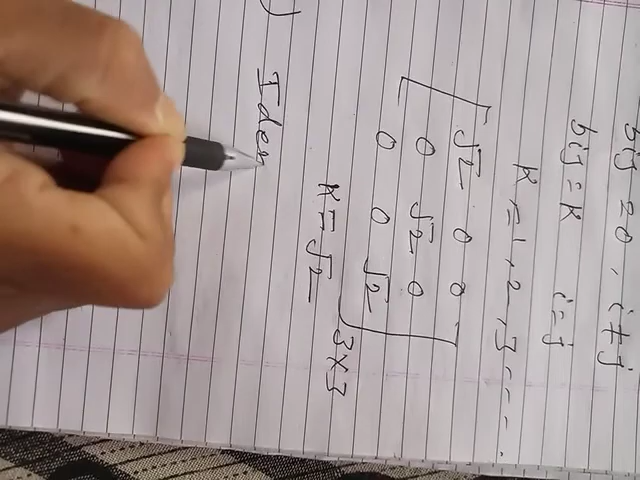 bij = 0, i ≠ j
bij = K i = j
K = 1, 2, 3 - - - .
[ √2 0 0
0 √2 0
0 0 √2 ] 3×3
K = √2
) Iden